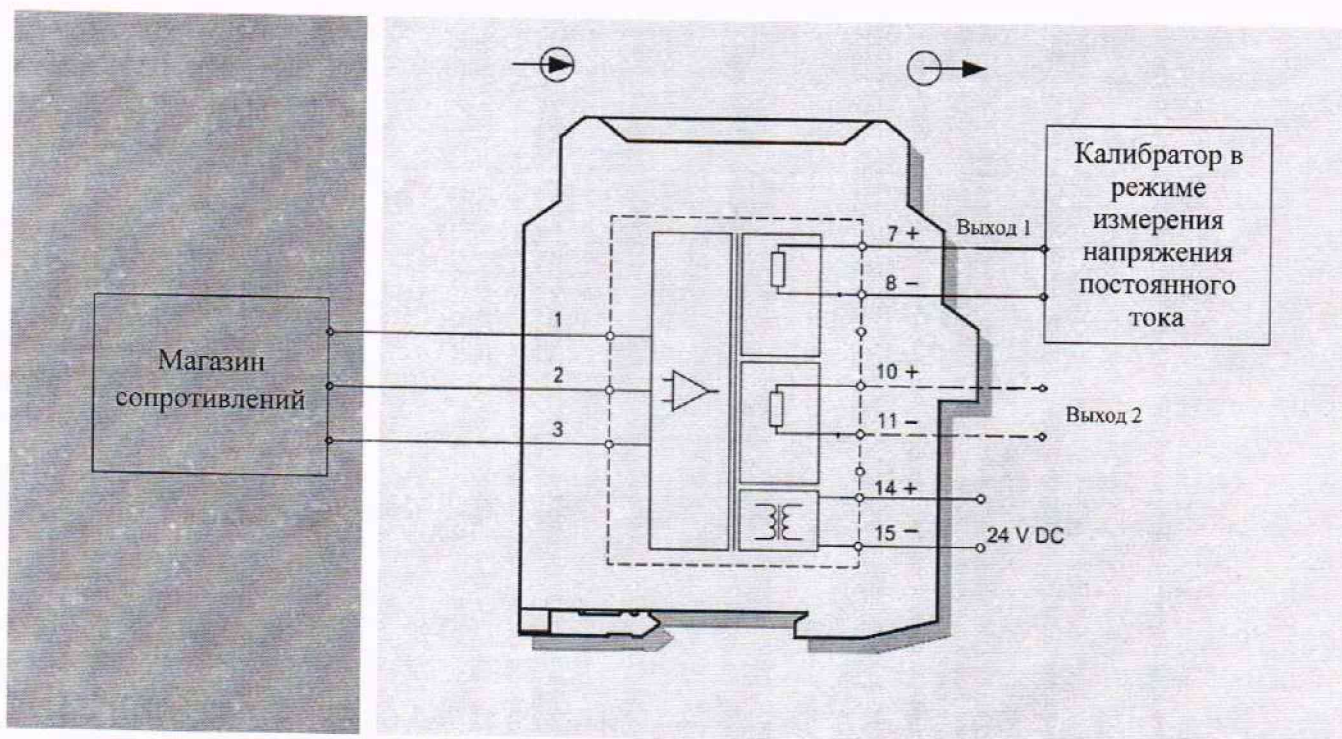 Магазин
сопротивлений
1
2
3
7 +
8 −
10 +
11 −
14 +
15 −
Выход 1
Выход 2
24 V DC
Калибратор в
режиме
измерения
напряжения
постоянного
тока